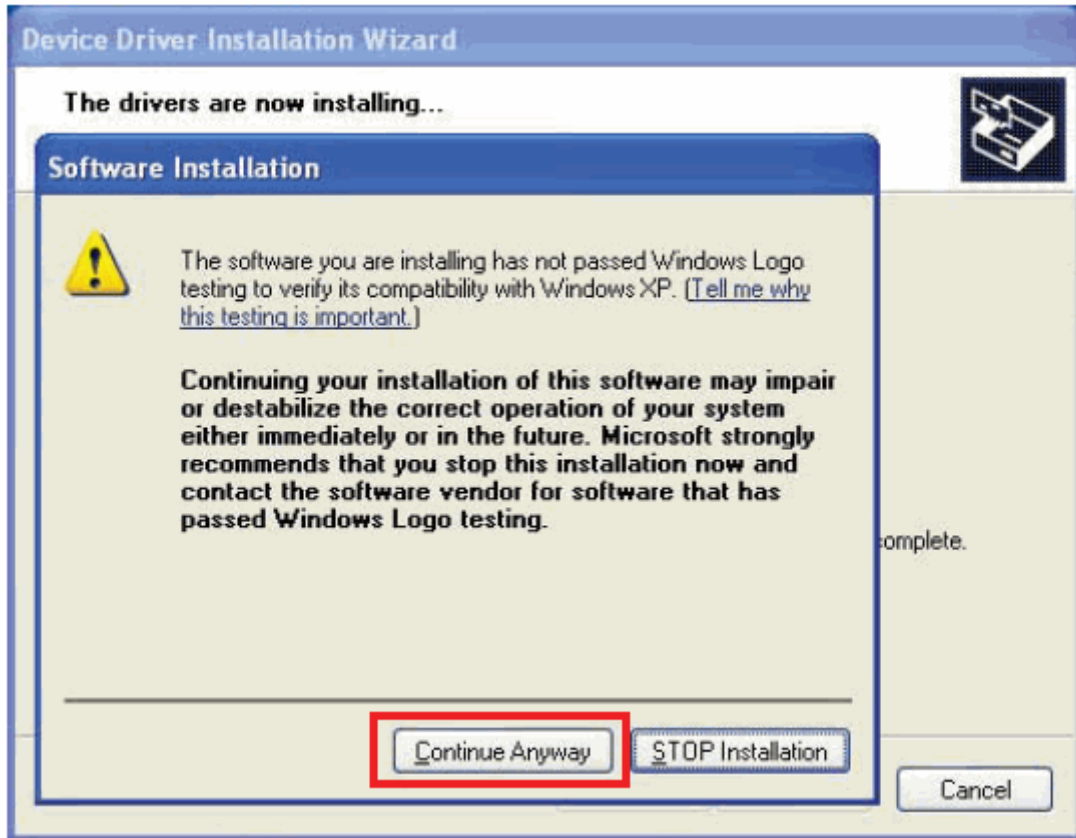 Device Driver Installation Wizard
The drivers are now installing...
Software Installation
The software you are installing has not passed Windows Logo
testing to verify its compatibility with Windows XP. (Tell me why
this testing is important.)
Continuing your installation of this software may impair
or destabilize the correct operation of your system
either immediately or in the future. Microsoft strongly
recommends that you stop this installation now and
contact the software vendor for software that has
passed Windows Logo testing.
complete.
Continue Anyway
STOP Installation
Cancel